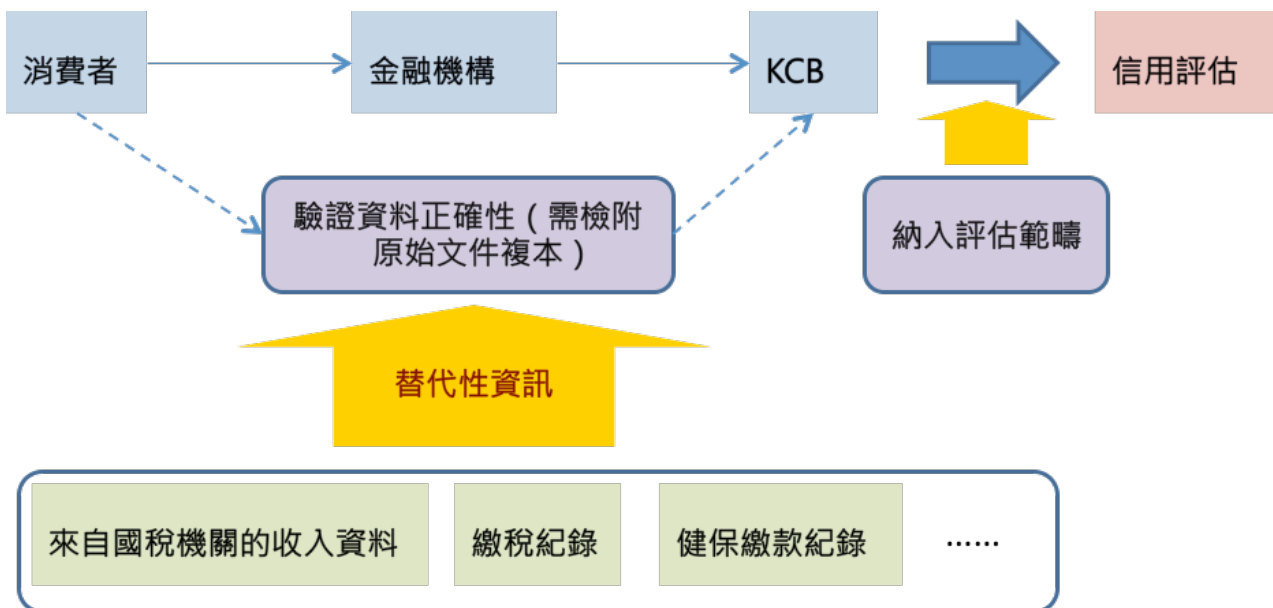 消費者
金融機構
KCB
信用評估
驗證資料正確性（需檢附
原始文件複本）
納入評估範疇
替代性資訊
來自國稅機關的收入資料
繳稅紀錄
健保繳款紀錄
……